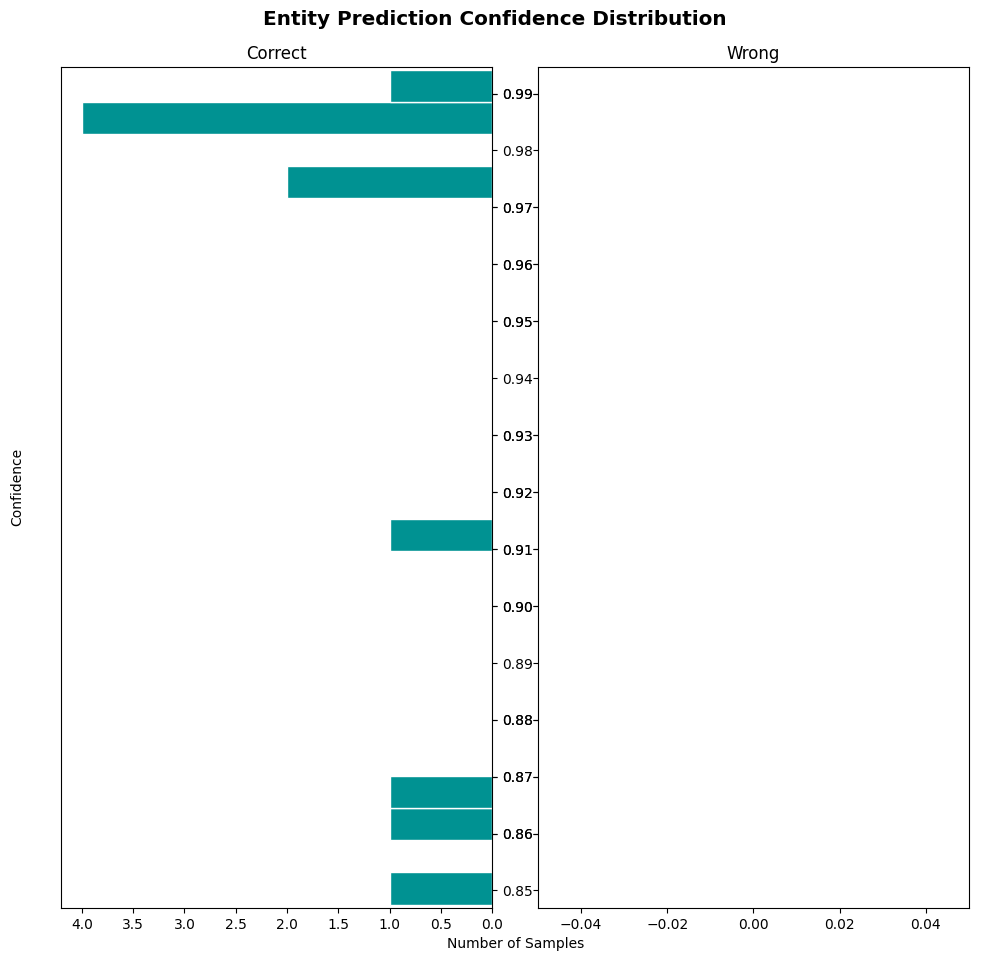 Entity Prediction Confidence Distribution
Correct
Wrong
0.99
0.98
0.97
0.96
0.95
0.94
0.93
0.92
0.91
0.90
0.89
0.88
0.87
0.86
0.85
Confidence
4.0 3.5 3.0 2.5 2.0 1.5 1.0 0.5 0.0
−0.04 −0.02 0.00 0.02 0.04
Number of Samples